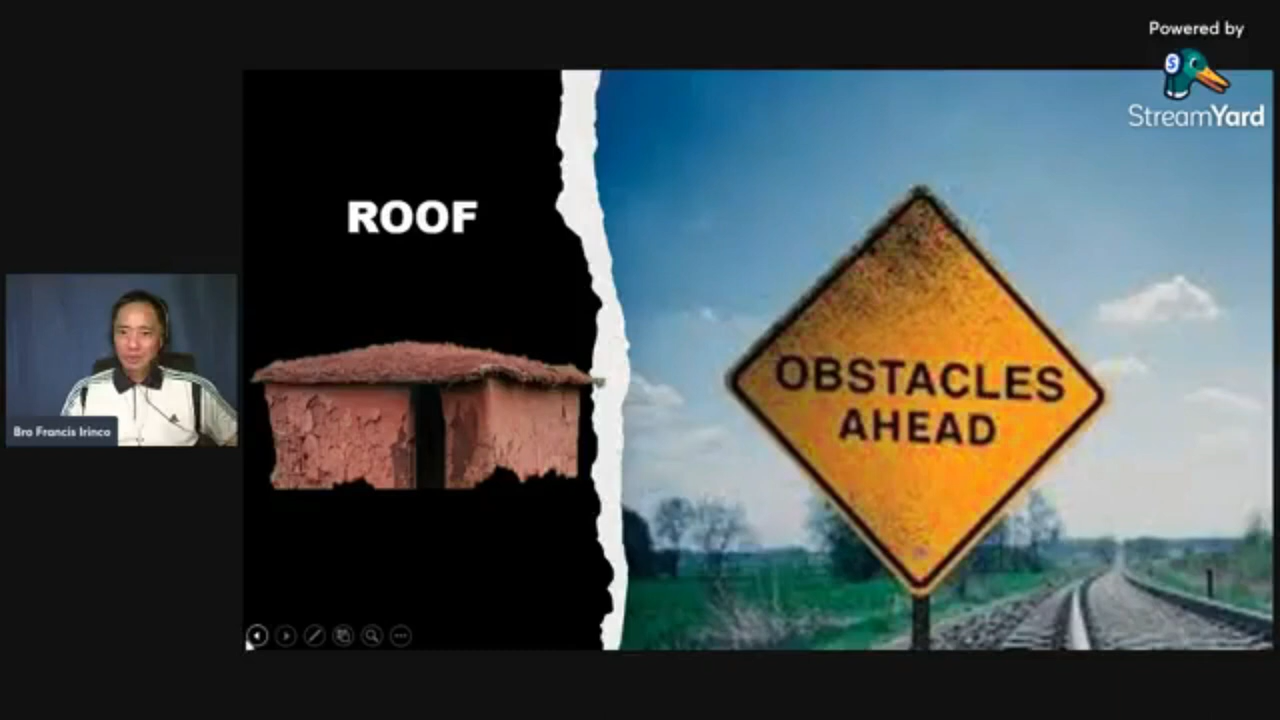 Powered by
StreamYard
ROOF
OBSTACLES
AHEAD
Bro Francis Irinco